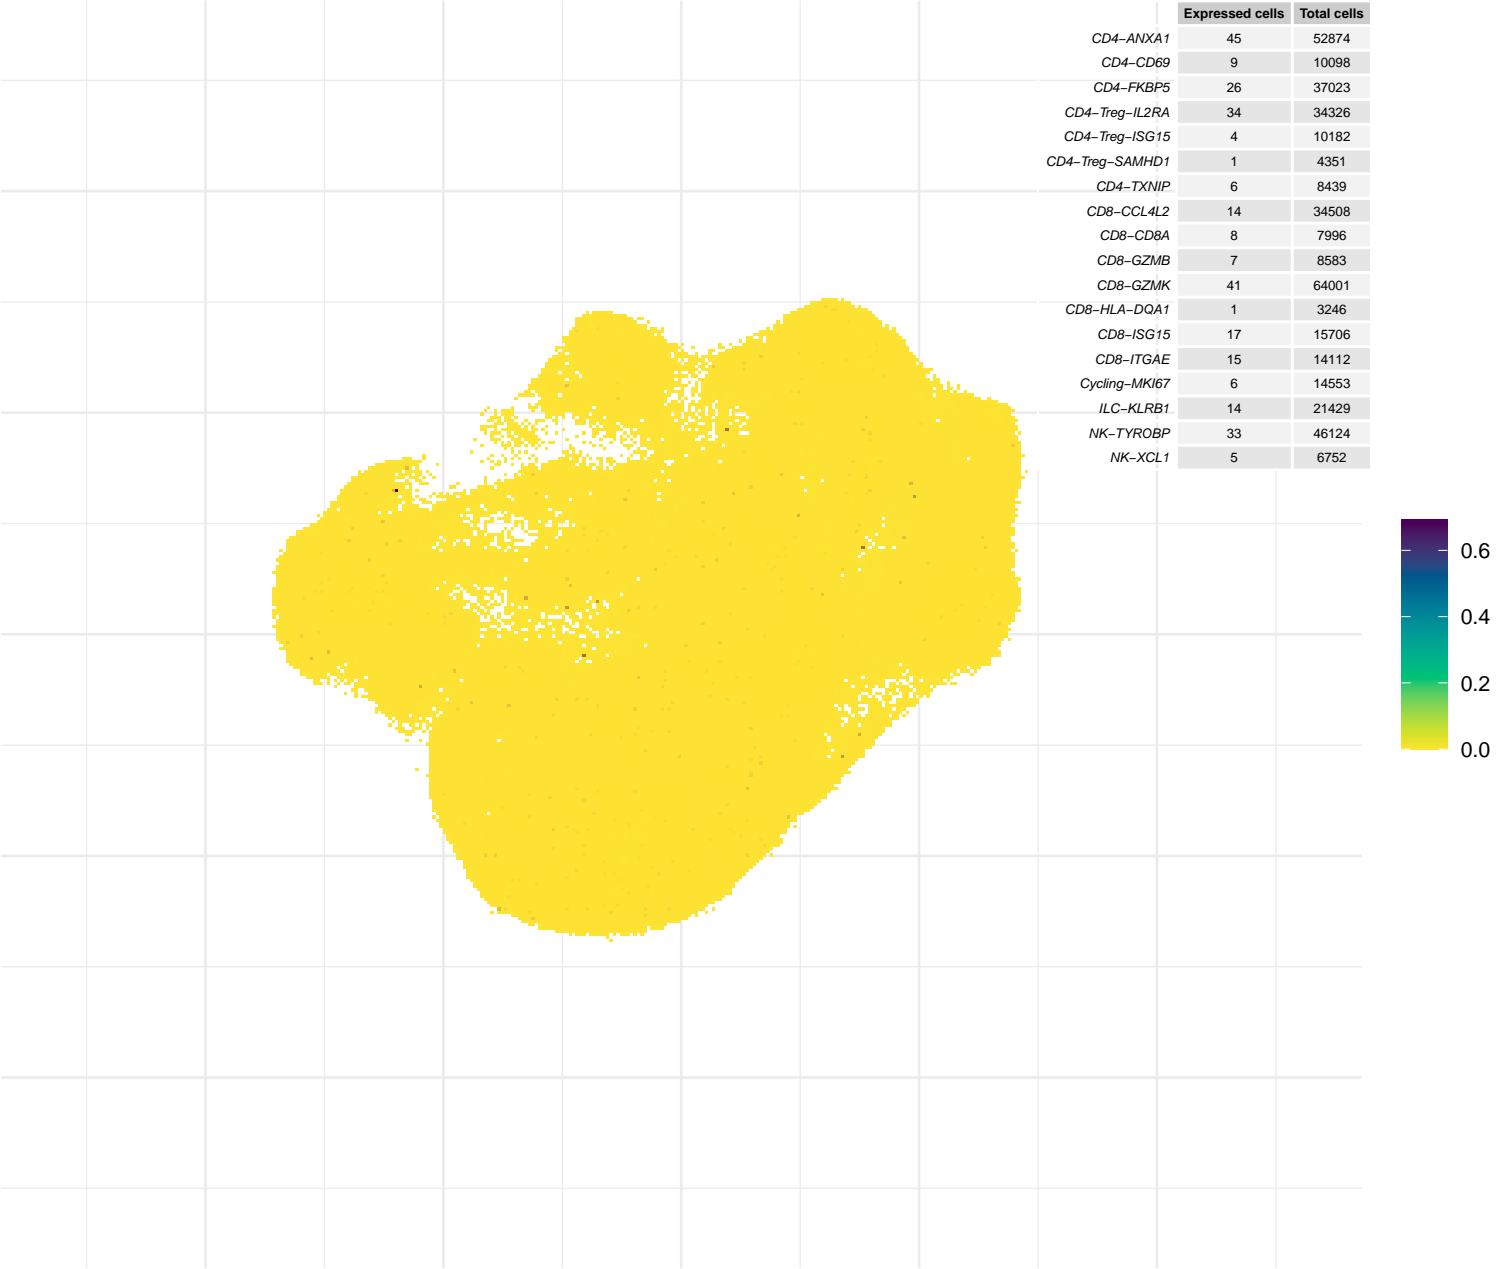 Expressed cells Total cells
CD4−ANXA1 45 52874
CD4−CD69 9 10098
CD4−FKBP5 26 37023
CD4−Treg−IL2RA 34 34326
CD4−Treg−ISG15 4 10182
CD4−Treg−SAMHD1 1 4351
CD4−TXNIP 6 8439
CD8−CCL4L2 14 34508
CD8−CD8A 8 7996
CD8−GZMB 7 8583
CD8−GZMK 41 64001
CD8−HLA−DQA1 1 3246
CD8−ISG15 17 15706
CD8−ITGAE 15 14112
Cycling−MKI67 6 14553
ILC−KLRB1 14 21429
NK−TYROBP 33 46124
NK−XCL1 5 6752
0.6
0.4
0.2
0.0